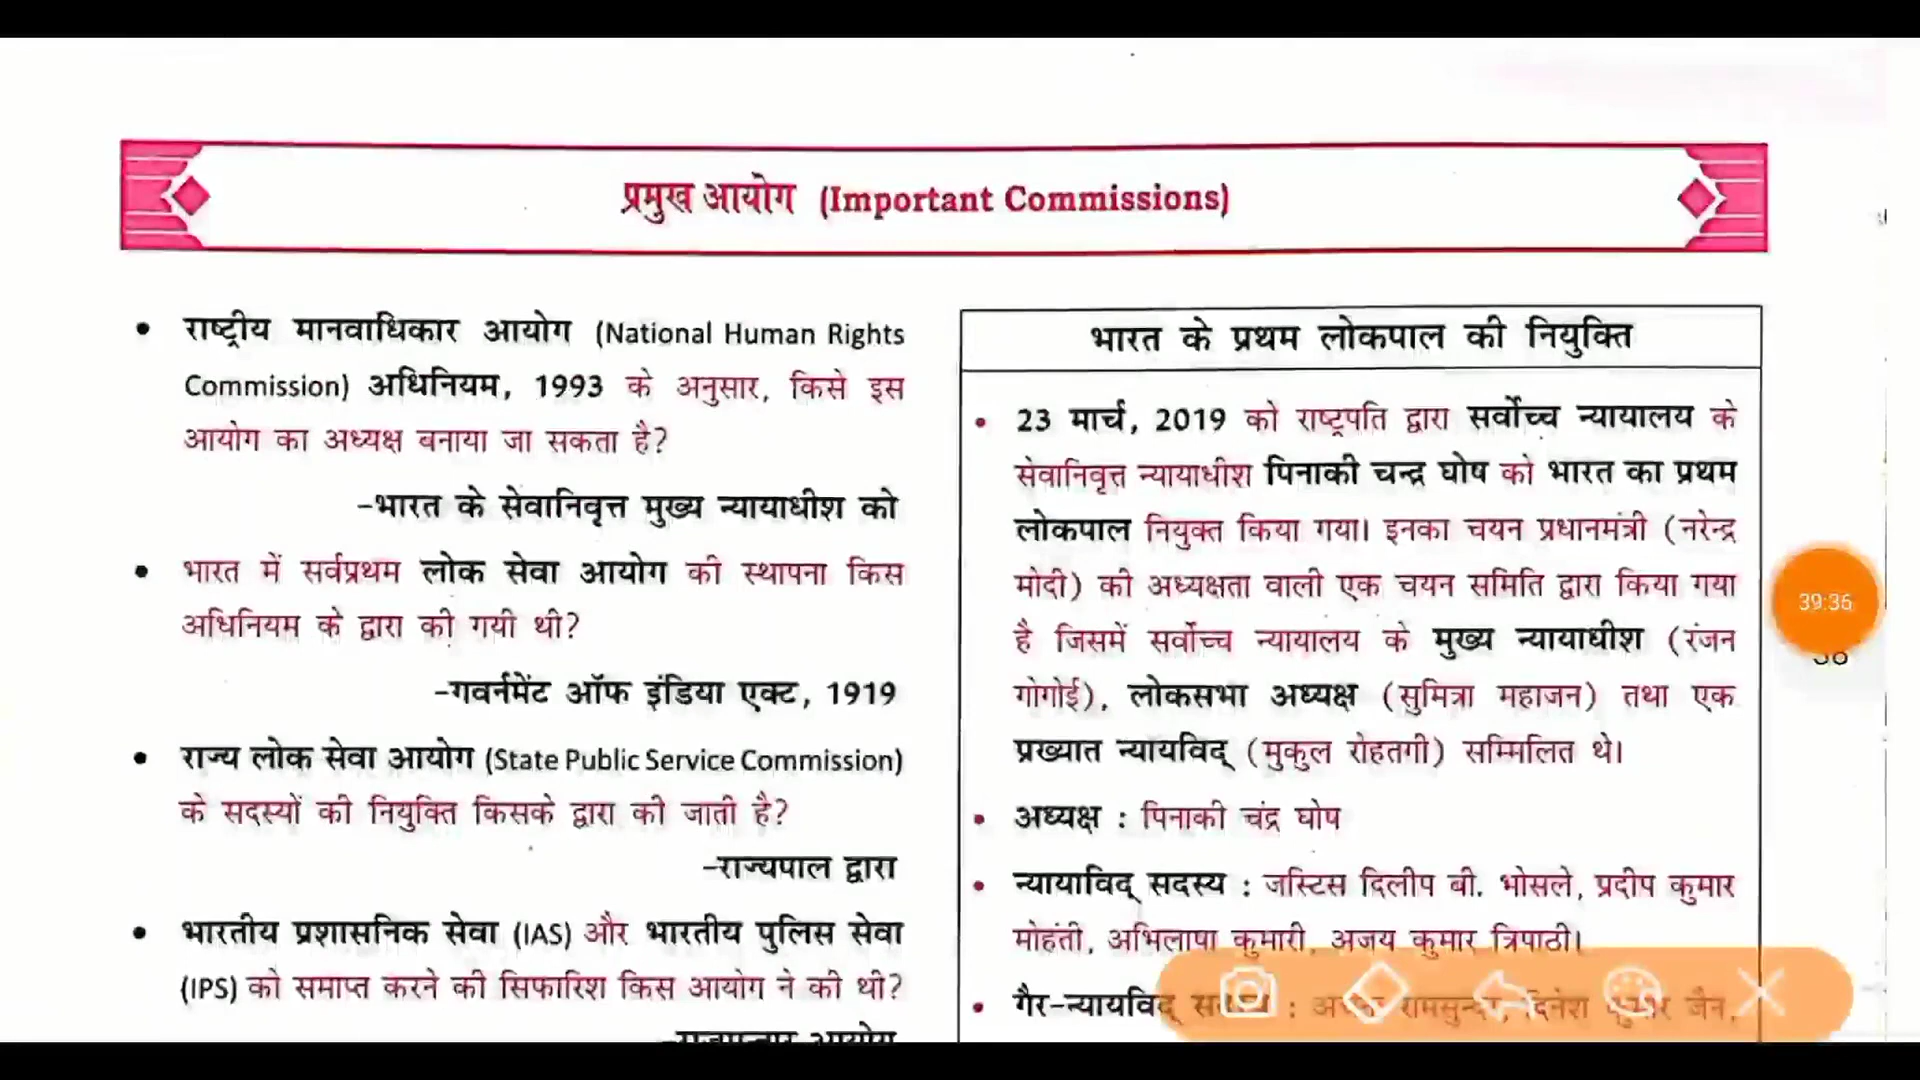 प्रमुख आयोग (Important Commissions)
• राष्ट्रीय मानवाधिकार आयोग (National Human Rights
Commission) अधिनियम, 1993 के अनुसार, किसे इस
आयोग का अध्यक्ष बनाया जा सकता है?
–भारत के सेवानिवृत्त मुख्य न्यायाधीश को
• भारत में सर्वप्रथम लोक सेवा आयोग की स्थापना किस
अधिनियम के द्वारा की गयी थी?
–गवर्नमेंट ऑफ इंडिया एक्ट, 1919
• राज्य लोक सेवा आयोग (State Public Service Commission)
के सदस्यों की नियुक्ति किसके द्वारा की जाती है?
–राज्यपाल द्वारा
• भारतीय प्रशासनिक सेवा (IAS) और भारतीय पुलिस सेवा
(IPS) को समाप्त करने की सिफारिश किस आयोग ने की थी?
आयोग
भारत के प्रथम लोकपाल की नियुक्ति
• 23 मार्च, 2019 को राष्ट्रपति द्वारा सर्वोच्च न्यायालय के
सेवानिवृत्त न्यायाधीश पिनाकी चन्द्र घोष को भारत का प्रथम
लोकपाल नियुक्त किया गया। इनका चयन प्रधानमंत्री (नरेन्द्र
मोदी) की अध्यक्षता वाली एक चयन समिति द्वारा किया गया
है जिसमें सर्वोच्च न्यायालय के मुख्य न्यायाधीश (रंजन
गोगोई), लोकसभा अध्यक्ष (सुमित्रा महाजन) तथा एक
प्रख्यात न्यायविद् (मुकुल रोहतगी) सम्मिलित थे।
• अध्यक्ष : पिनाकी चंद्र घोष
• न्यायाविद् सदस्य : जस्टिस दिलीप बी. भोसले, प्रदीप कुमार
मोहंती, अभिलाषा कुमारी, अजय कुमार त्रिपाठी।
• गैर-न्यायविद् : रामसुन्दर, दिनेश जैन,
39:36